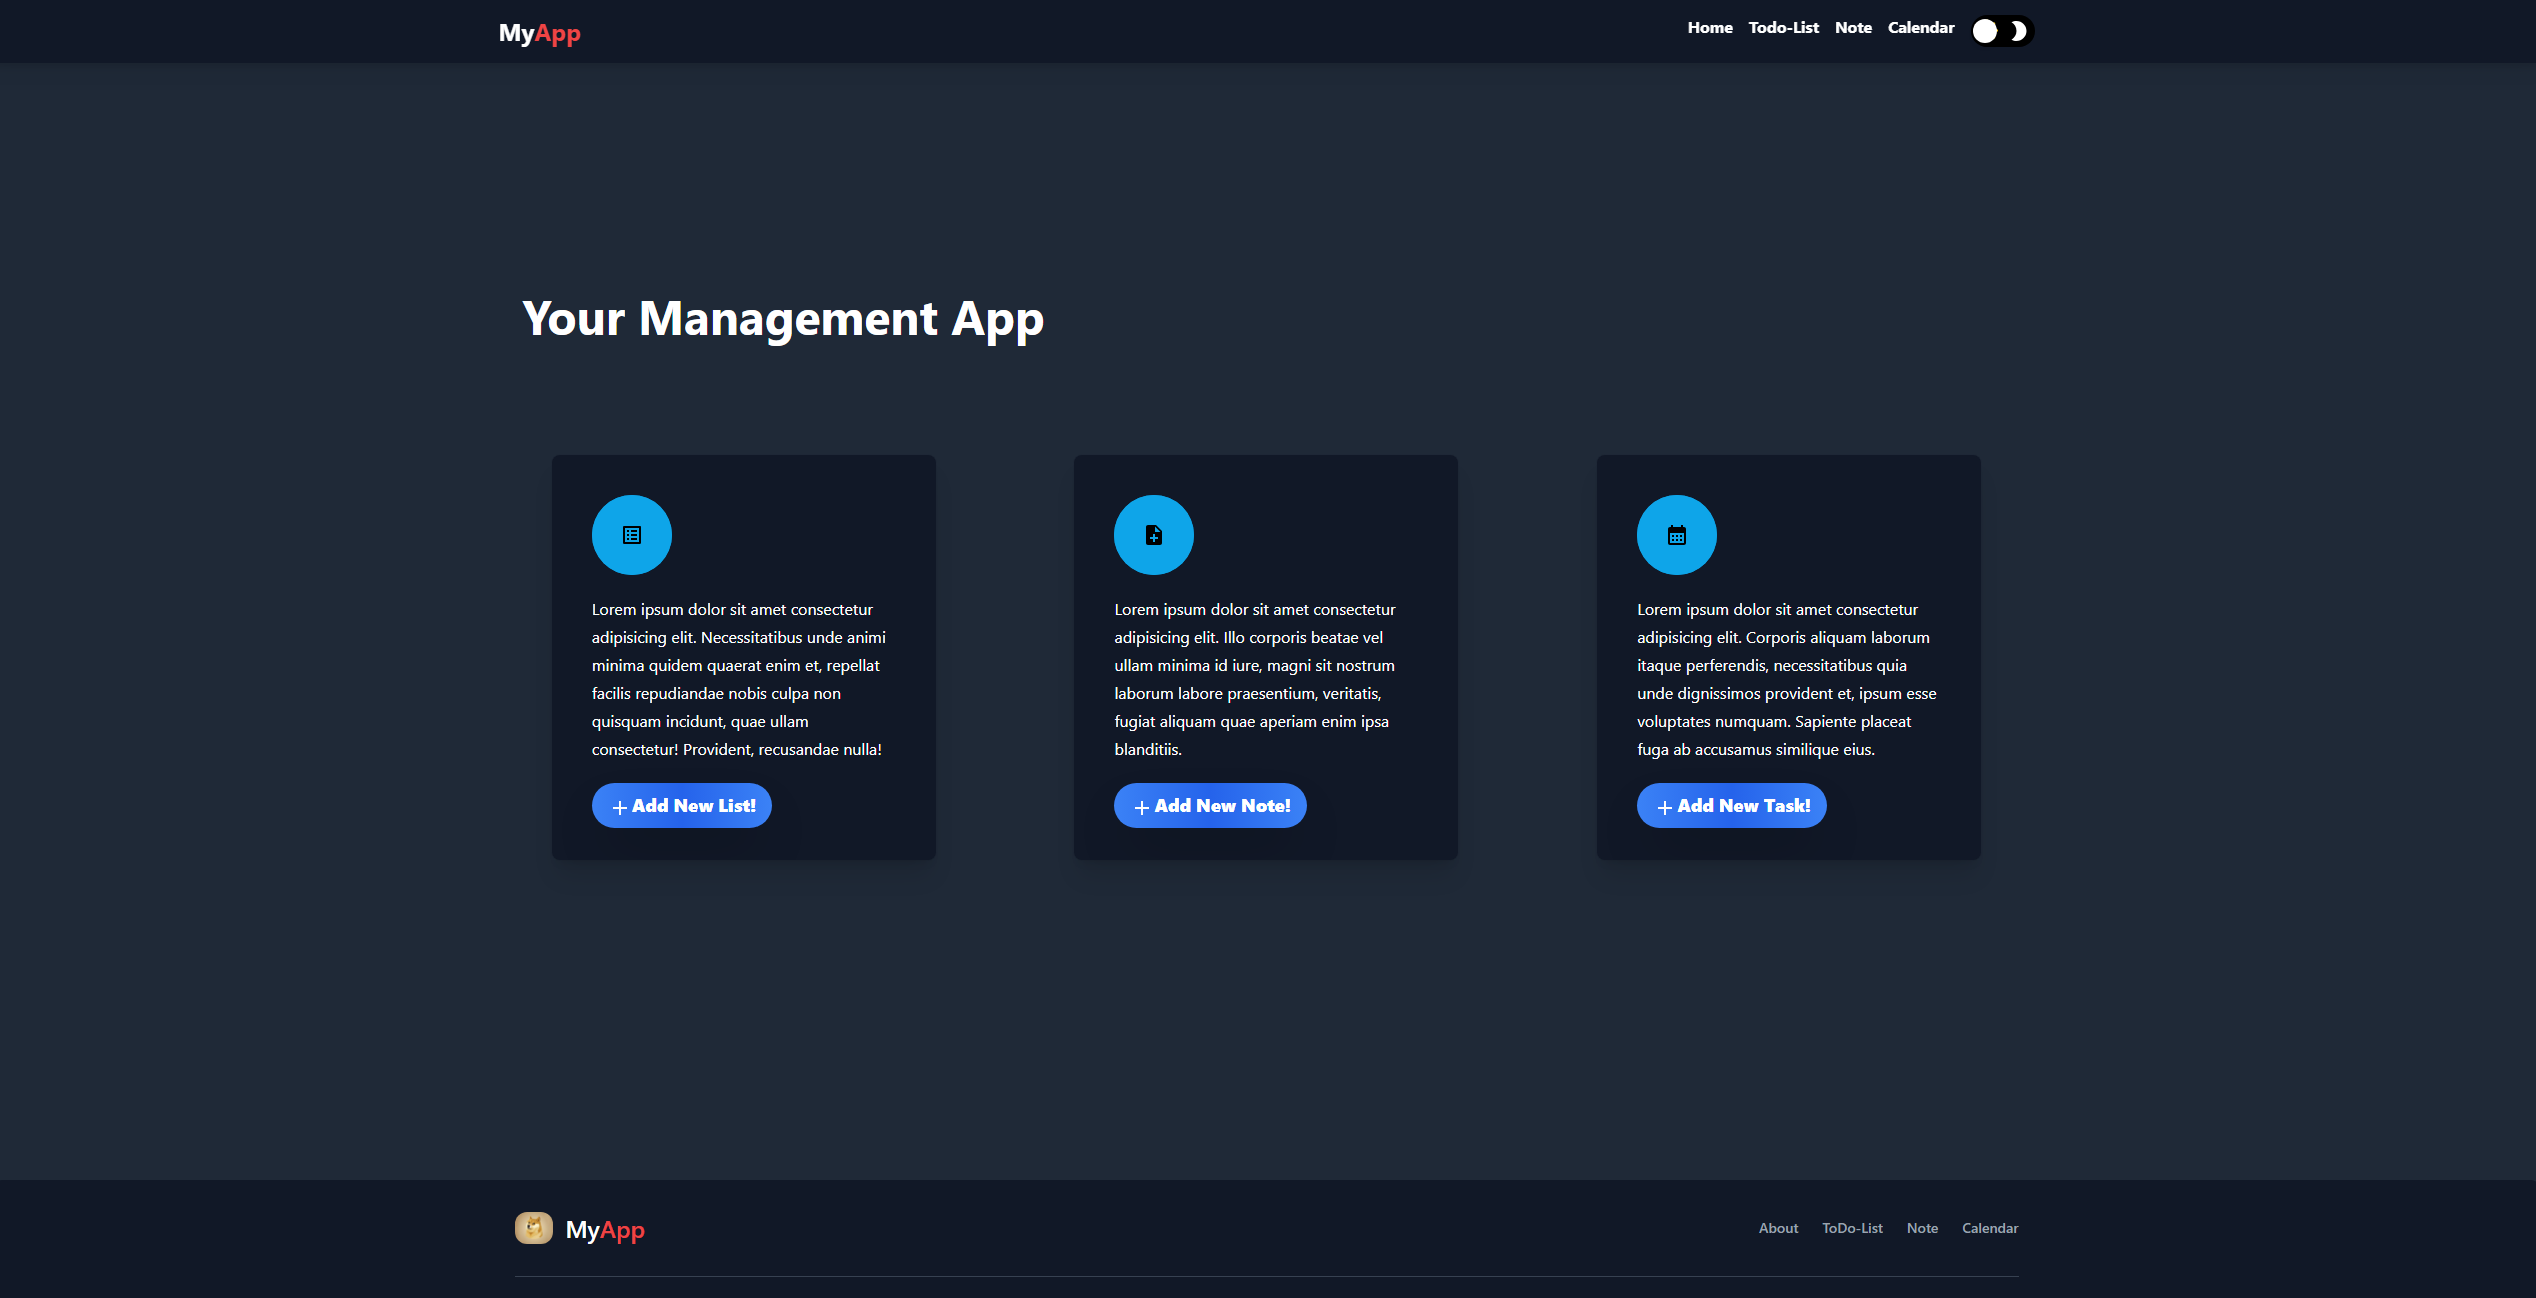 MyApp
Home Todo-List Note Calendar
Your Management App
Lorem ipsum dolor sit amet consectetur
adipisicing elit. Necessitatibus unde animi
minima quidem quaerat enim et, repellat
facilis repudiandae nobis culpa non
quisquam incidunt, quae ullam
consectetur! Provident, recusandae nulla!
Add New List!
Lorem ipsum dolor sit amet consectetur
adipisicing elit. Illo corporis beatae vel
ullam minima id iure, magni sit nostrum
laborum labore praesentium, veritatis,
fugiat aliquam quae aperiam enim ipsa
blanditiis.
Add New Note!
Lorem ipsum dolor sit amet consectetur
adipisicing elit. Corporis aliquam laborum
itaque perferendis, necessitatibus quia
unde dignissimos provident et, ipsum esse
voluptates numquam. Sapiente placeat
fuga ab accusamus similique eius.
Add New Task!
MyApp
About ToDo-List Note Calendar